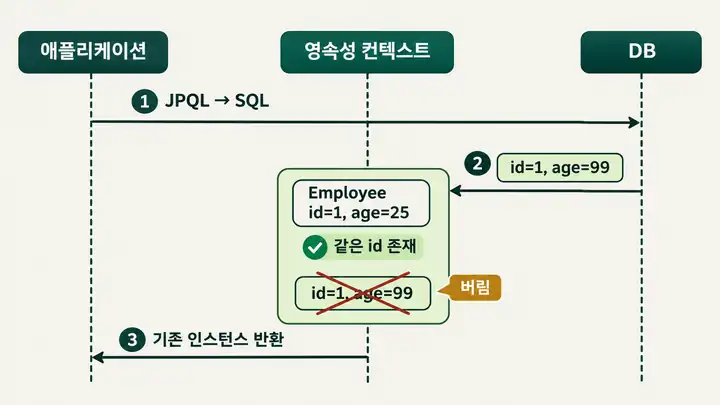 애플리케이션
영속성 컨텍스트
DB
1 JPQL → SQL
2 id=1, age=99
Employee
id=1, age=25
같은 id 존재
id=1, age=99
버림
3 기존 인스턴스 반환